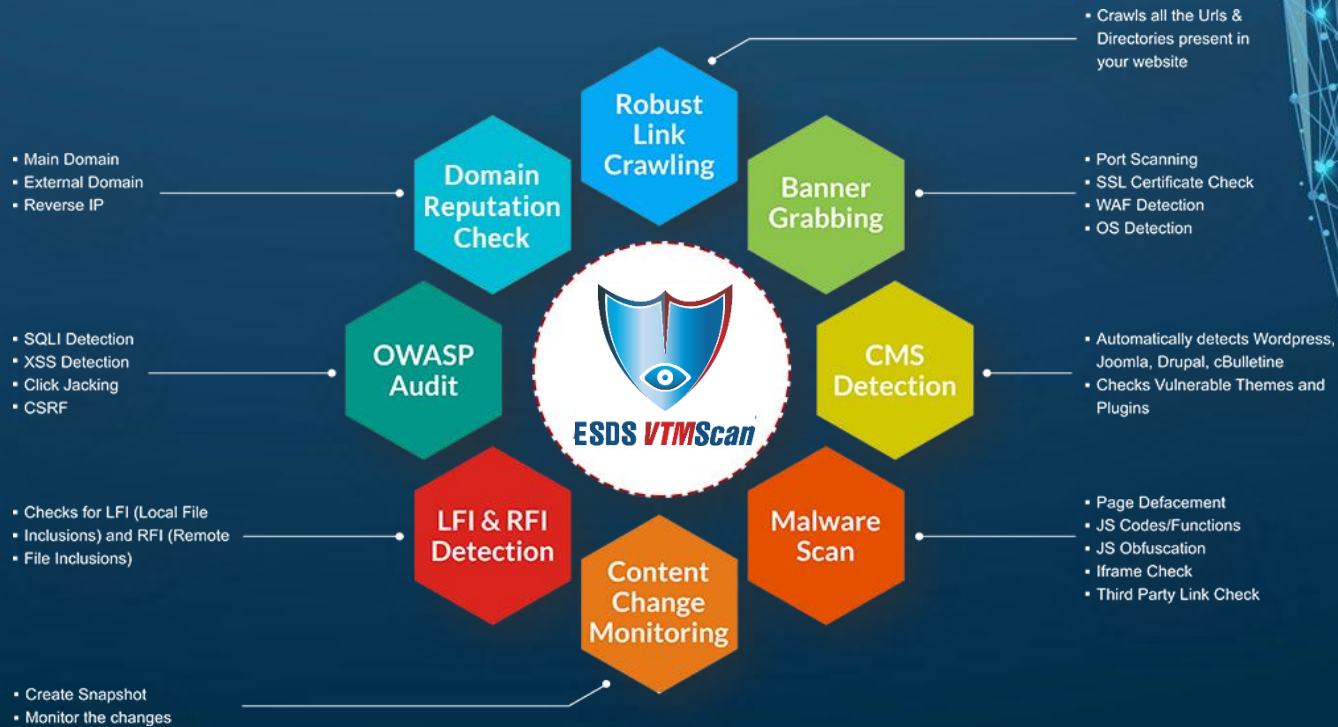 ▪ Crawls all the Urls &
Directories present in
your website
Robust
Link
Crawling
Domain
Reputation
Check
▪ Main Domain
▪ External Domain
▪ Reverse IP
Banner
Grabbing
▪ Port Scanning
▪ SSL Certificate Check
▪ WAF Detection
▪ OS Detection
OWASP
Audit
▪ SQLI Detection
▪ XSS Detection
▪ Click Jacking
▪ CSRF
ESDS VTMScan
CMS
Detection
▪ Automatically detects Wordpress,
Joomla, Drupal, cBulletine
▪ Checks Vulnerable Themes and
Plugins
LFI & RFI
Detection
▪ Checks for LFI (Local File
▪ Inclusions) and RFI (Remote
▪ File Inclusions)
Malware
Scan
▪ Page Defacement
▪ JS Codes/Functions
▪ JS Obfuscation
▪ Iframe Check
▪ Third Party Link Check
Content
Change
Monitoring
▪ Create Snapshot
▪ Monitor the changes